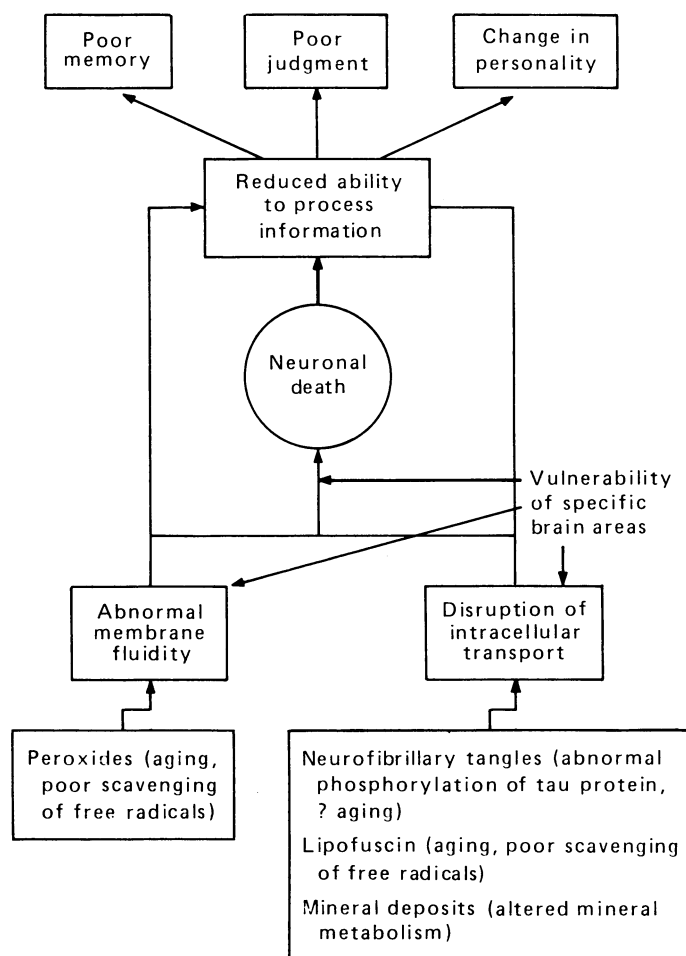 Poor
memory
Poor
judgment
Change in
personality
Reduced ability
to process
information
Neuronal
death
Vulnerability
of specific
brain areas
Abnormal
membrane
fluidity
Disruption of
intracellular
transport
Peroxides (aging,
poor scavenging
of free radicals)
Neurofibrillary tangles (abnormal
phosphorylation of tau protein,
? aging)
Lipofuscin (aging, poor scavenging
of free radicals)
Mineral deposits (altered mineral
metabolism)